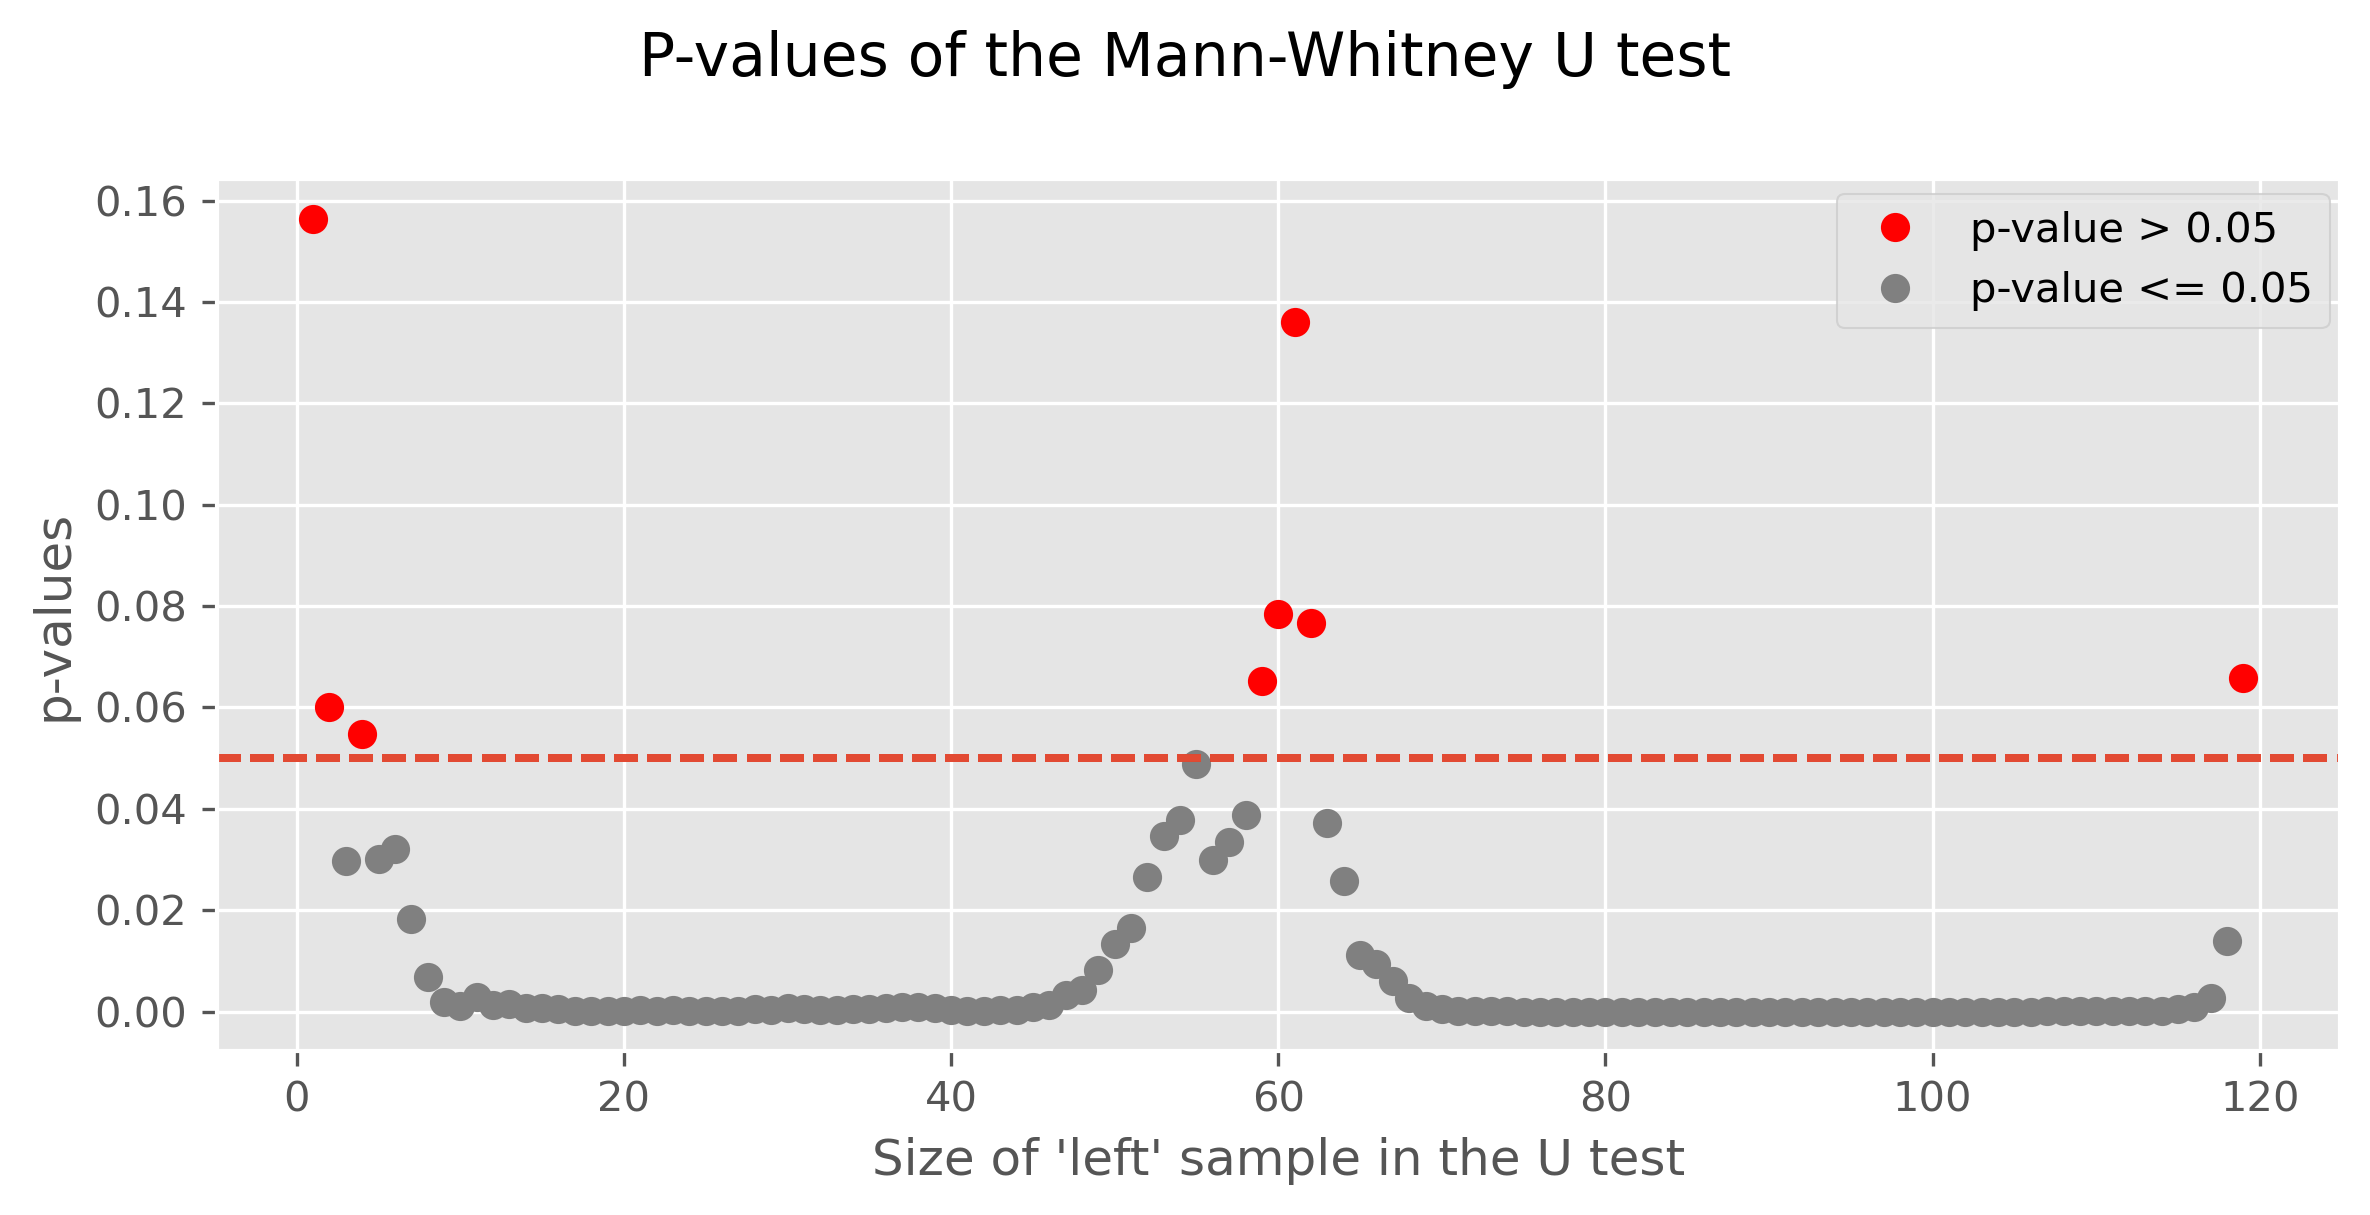 P-values of the Mann-Whitney U test
p-value > 0.05
p-value <= 0.05
0.16
0.14
0.12
0.10
0.08
0.06
0.04
0.02
0.00
p-values
0 20 40 60 80 100 120
Size of 'left' sample in the U test